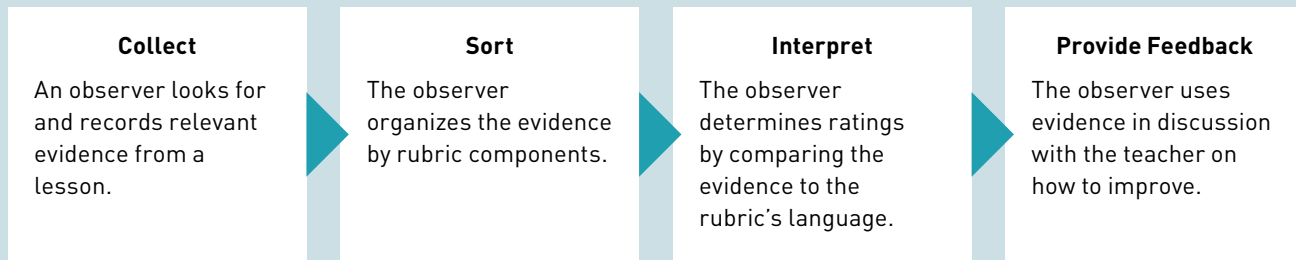 Collect
An observer looks for
and records relevant
evidence from a
lesson.
Sort
The observer
organizes the evidence
by rubric components.
Interpret
The observer
determines ratings
by comparing the
evidence to the
rubric’s language.
Provide Feedback
The observer uses
evidence in discussion
with the teacher on
how to improve.